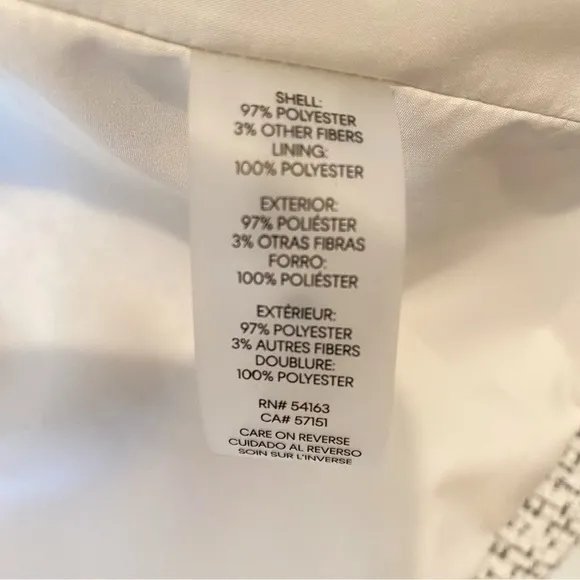 SHELL:
97% POLYESTER
3% OTHER FIBERS
LINING:
100% POLYESTER
EXTERIOR:
97% POLIÉSTER
3% OTRAS FIBRAS
FORRO:
100% POLIÉSTER
EXTÉRIEUR:
97% POLYESTER
3% AUTRES FIBERS
DOUBLURE:
100% POLYESTER
RN# 54163
CA# 57151
CARE ON REVERSE
CUIDADO AL REVERSO
SOIN SUR L'INVERSE